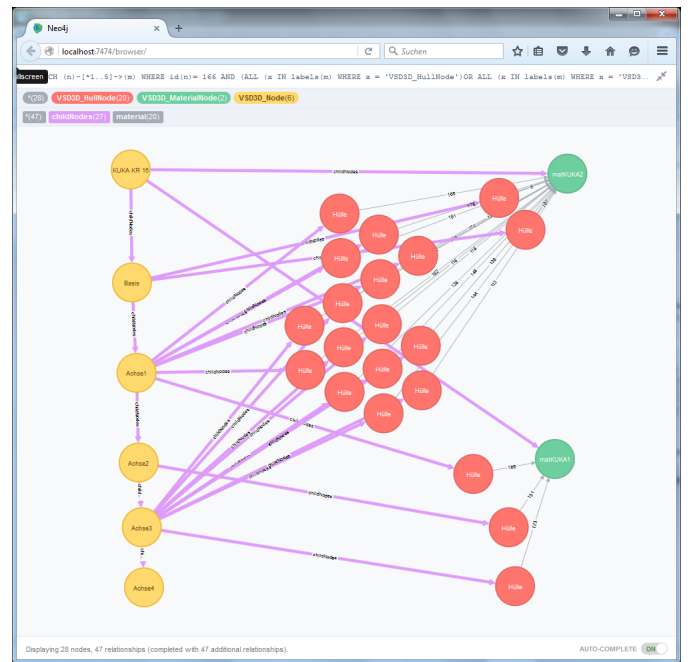 Neo4j
localhost:7474/browser/
Suchen
llscreen CH (n)-[*1..5]->(m) WHERE id(n)= 166 AND (ALL (x IN labels(m) WHERE x = 'VSD3D_HullNode')OR ALL (x IN labels(m) WHERE x = 'VSD3...
*(28) VSD3D_HullNode(20) VSD3D_MaterialNode(2) VSD3D_Node(6)
*(47) childNodes(27) material(20)
KUKA KR 16
childNodes
matKUKA2
Hülle
Hülle
Hülle
Hülle
Hülle
Hülle
Hülle
Basis
Hülle
Hülle
Hülle
Hülle
Hülle
Hülle
Hülle
Hülle
Achse1
childNodes
Hülle
Hülle
Hülle
Achse2
matKUKA1
Hülle
Achse3
Hülle
childNodes
Achse4
Hülle
Displaying 28 nodes, 47 relationships (completed with 47 additional relationships).
AUTO-COMPLETE ON